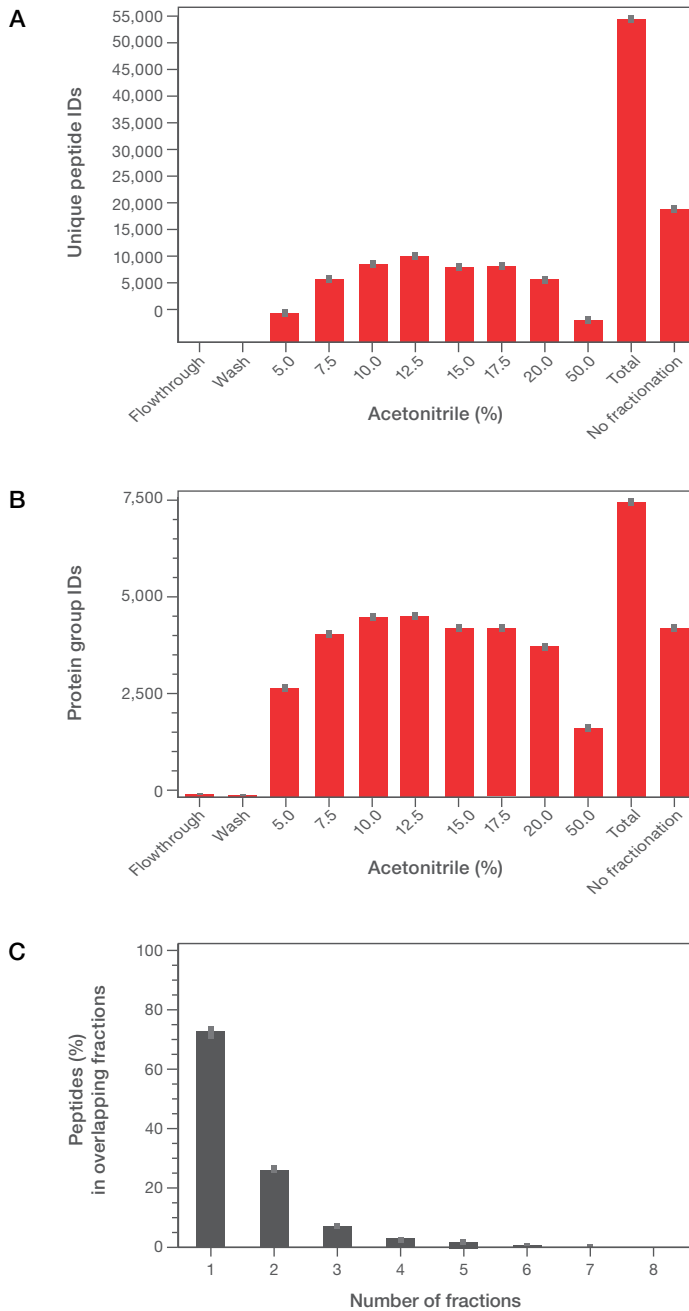 A
Unique peptide IDs
55,000
50,000
45,000
40,000
35,000
30,000
25,000
20,000
15,000
10,000
5,000
0
Flowthrough
Wash
5.0
7.5
10.0
12.5
15.0
17.5
20.0
50.0
Total
No fractionation
Acetonitrile (%)
B
Protein group IDs
7,500
5,000
2,500
0
Flowthrough
Wash
5.0
7.5
10.0
12.5
15.0
17.5
20.0
50.0
Total
No fractionation
Acetonitrile (%)
C
Peptides (%)
in overlapping fractions
100
80
60
40
20
0
1
2
3
4
5
6
7
8
Number of fractions